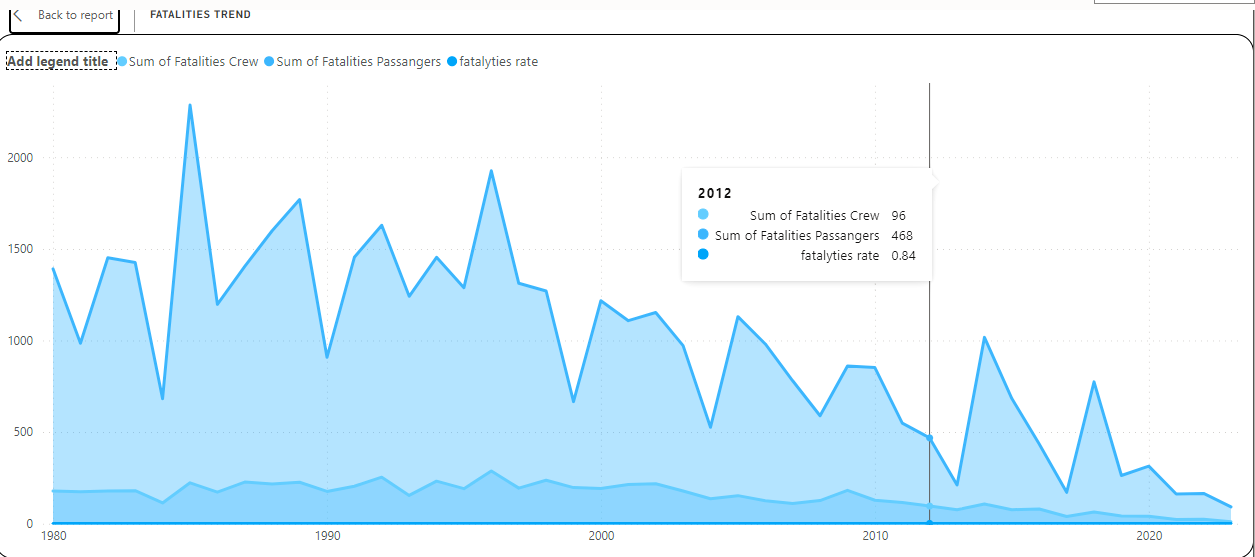 Back to report
FATALITIES TREND
Add legend title Sum of Fatalities Crew Sum of Fatalities Passangers fatalyties rate
2000
1500
1000
500
0
2012
Sum of Fatalities Crew 96
Sum of Fatalities Passangers 468
fatalyties rate 0.84
1980 1990 2000 2010 2020